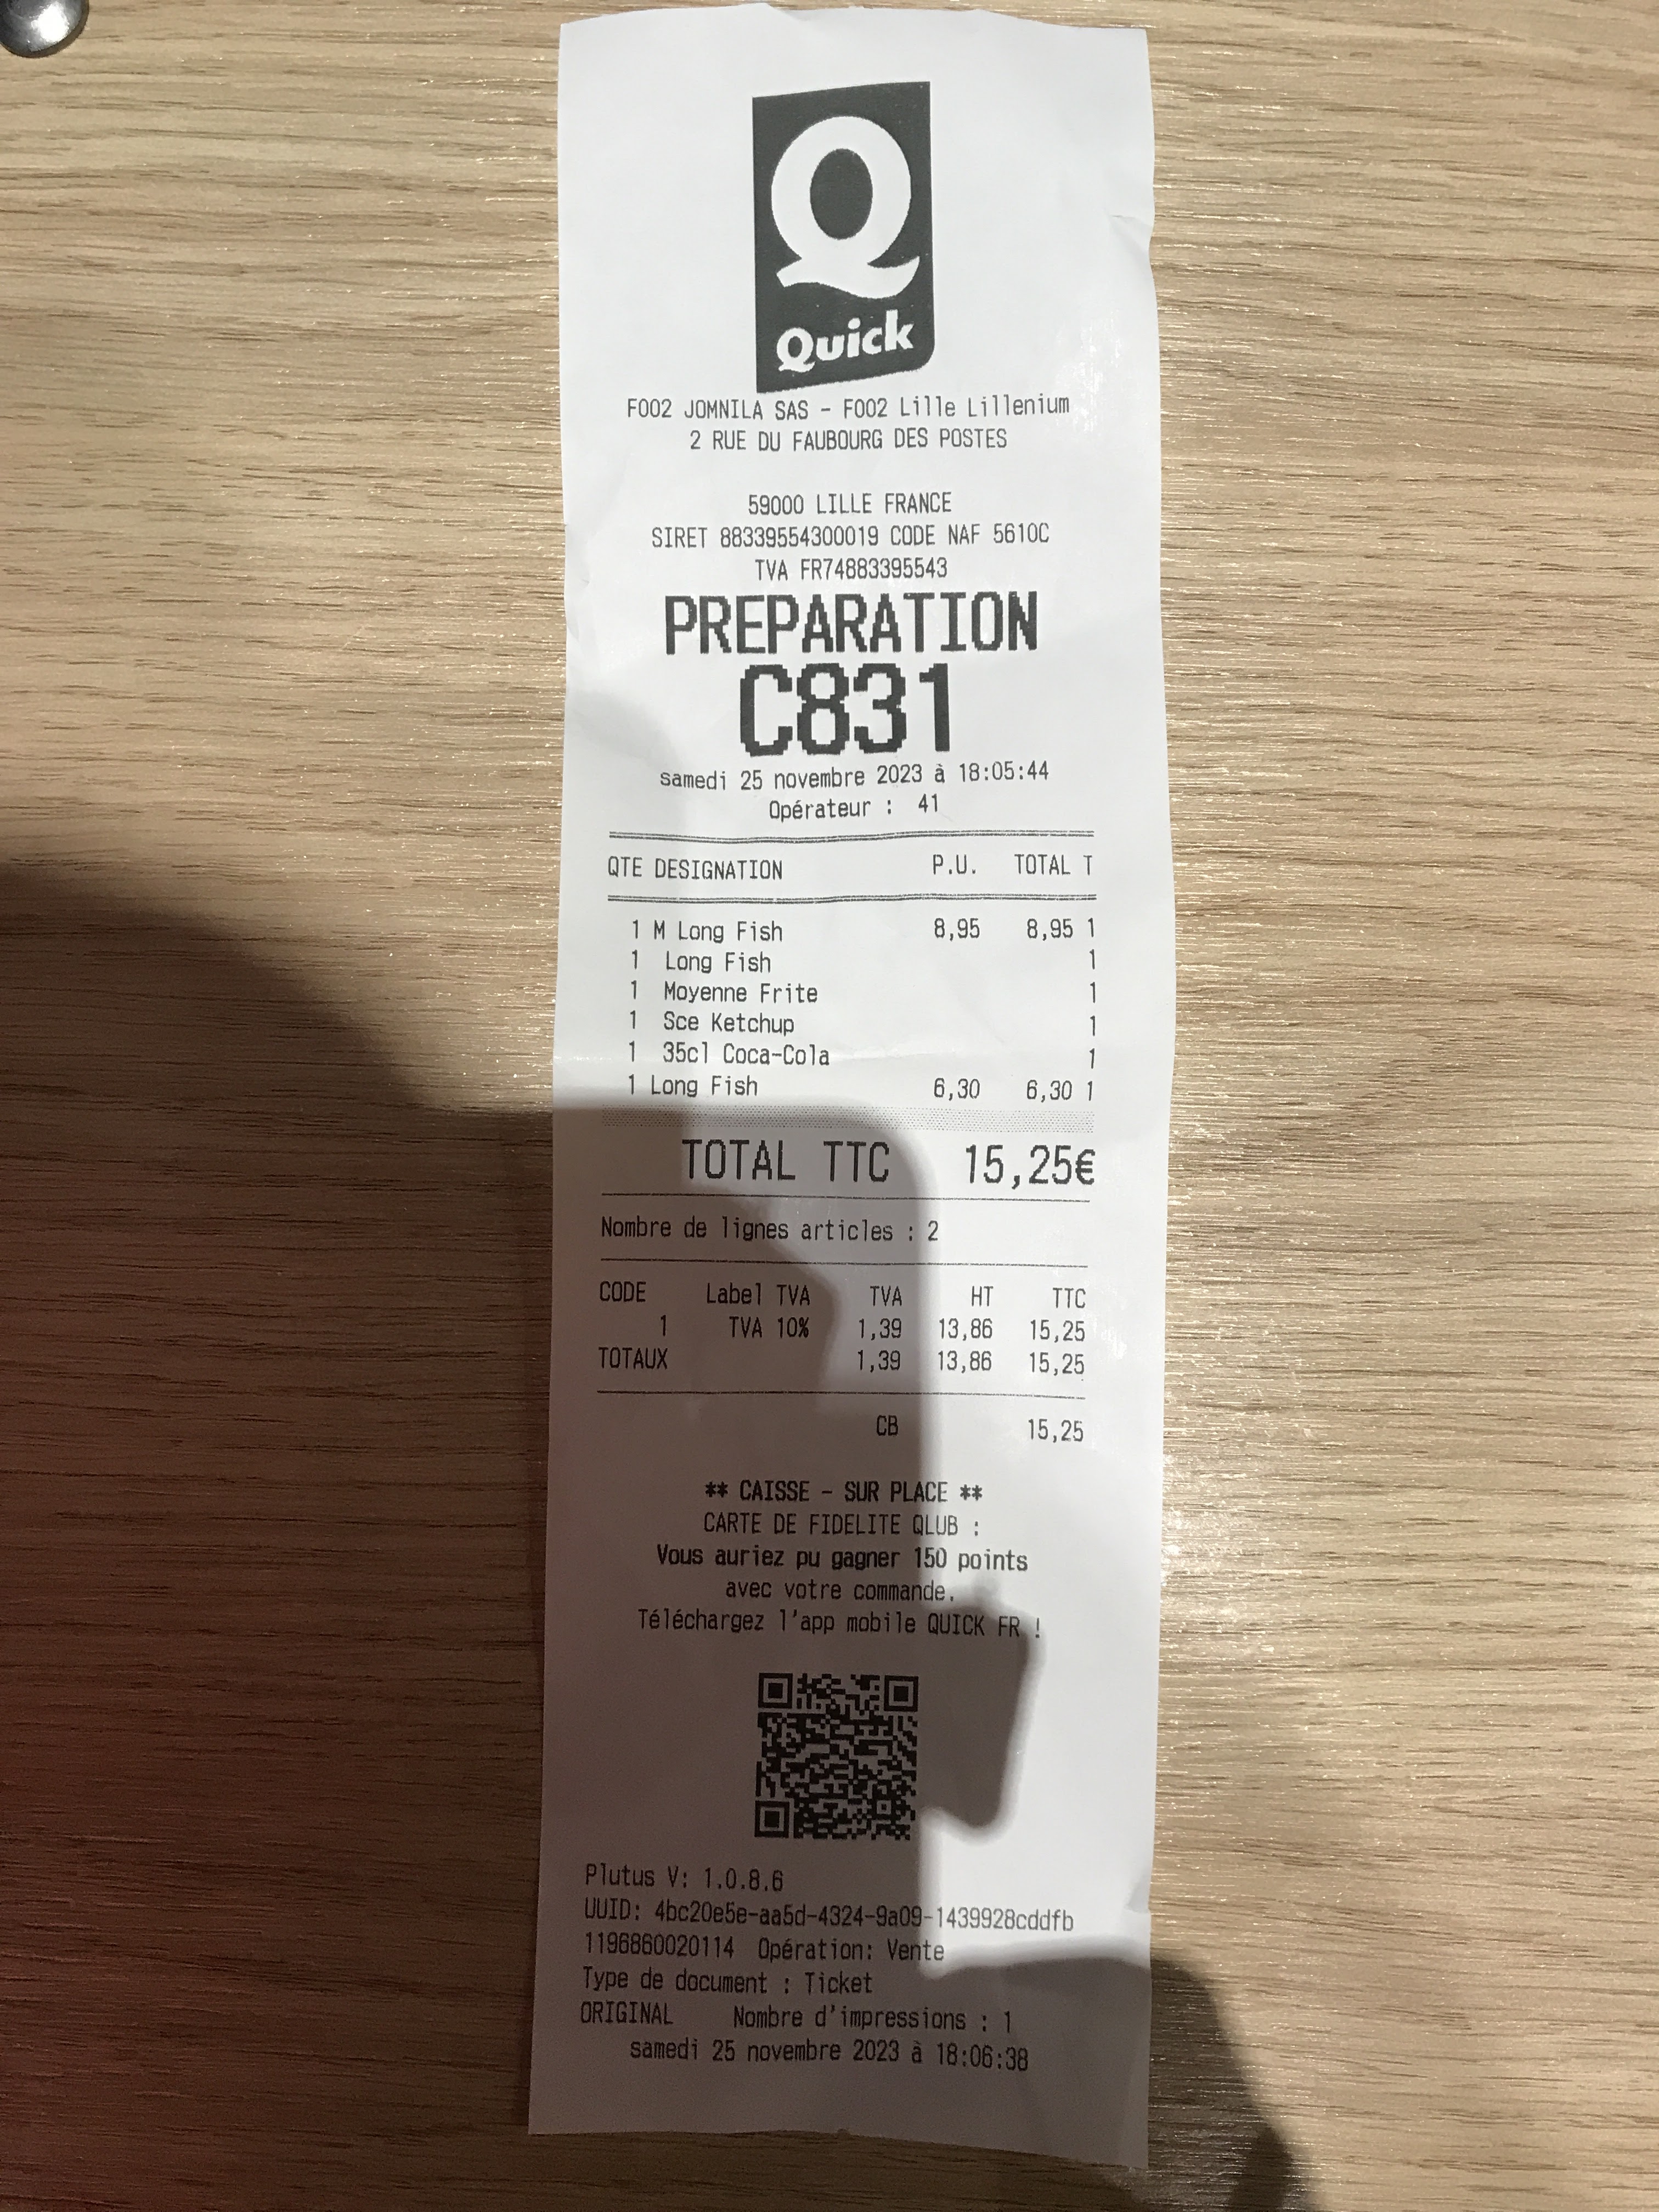 Q
Quick
F002 JOMNILA SAS - F002 Lille Lillenium
2 RUE DU FAUBOURG DES POSTES
59000 LILLE FRANCE
SIRET 88339554300019 CODE NAF 5610C
TVA FR74883395543
PREPARATION
C831
samedi 25 novembre 2023 à 18:05:44
Opérateur : 41
QTE DESIGNATION P.U. TOTAL T
1 M Long Fish 8,95 8,95 1
1 Long Fish 1
1 Moyenne Frite 1
1 Sce Ketchup 1
1 35cl Coca-Cola 1
1 Long Fish 6,30 6,30 1
TOTAL TTC 15,25€
Nombre de lignes articles : 2
CODE Label TVA TVA HT TTC
1 TVA 10% 1,39 13,86 15,25
TOTAUX 1,39 13,86 15,25
CB 15,25
** CAISSE - SUR PLACE **
CARTE DE FIDELITE QLUB :
Vous auriez pu gagner 150 points
avec votre commande.
Téléchargez l'app mobile QUICK FR !
Plutus V: 1.0.8.6
UUID: 4bc20e5e-aa5d-4324-9a09-1439928cddfb
1196860020114 Opération: Vente
Type de document : Ticket
ORIGINAL Nombre d'impressions : 1
samedi 25 novembre 2023 à 18:06:38